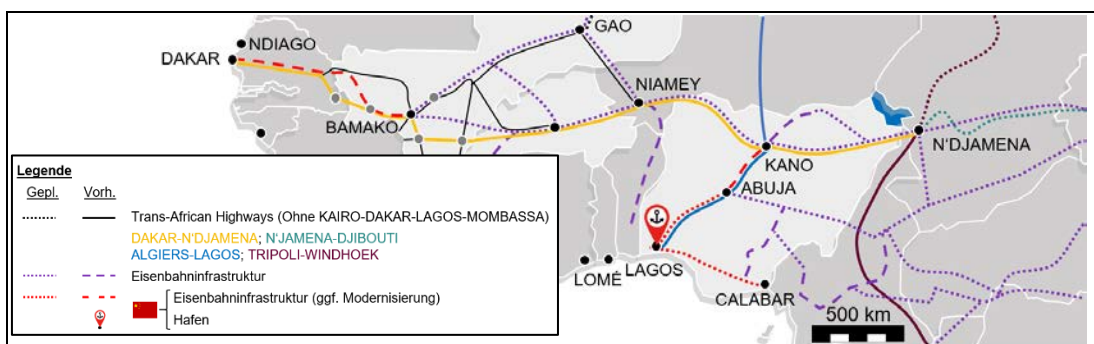 GAO
NDIAGO
DAKAR
NIAMEY
BAMAKO
N'DJAMENA
KANO
ABUJA
LOMÉ
LAGOS
CALABAR
500 km
Legende
Gepl. Vorh.
Trans-African Highways (Ohne KAIRO-DAKAR-LAGOS-MOMBASSA)
DAKAR-N'DJAMENA; N'JAMENA-DJIBOUTI
ALGIERS-LAGOS; TRIPOLI-WINDHOEK
Eisenbahninfrastruktur
Eisenbahninfrastruktur (ggf. Modernisierung)
Hafen